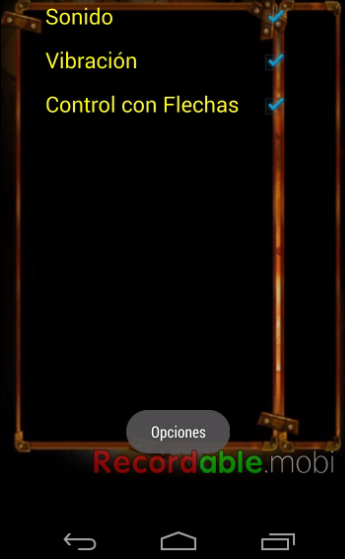 Sonido
Vibración
Control con Flechas
Opciones
Recordable.mobi